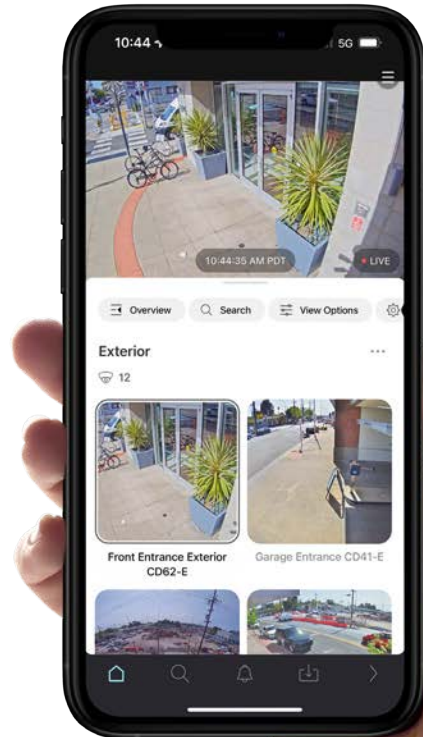 10:44
5G
10:44:35 AM PDT
LIVE
Overview
Search
View Options
Exterior
12
Front Entrance Exterior
CD62-E
Garage Entrance CD41-E